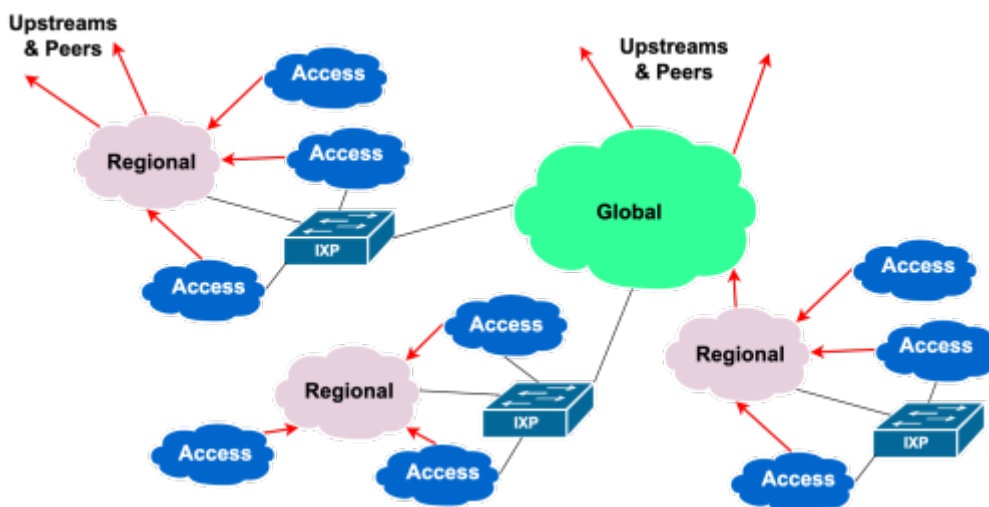 Upstreams
& Peers
Access
Upstreams
& Peers
Access
Regional
Global
IXP
Access
Access
Access
Access
Regional
Regional
IXP
Access
Access
Access
IXP